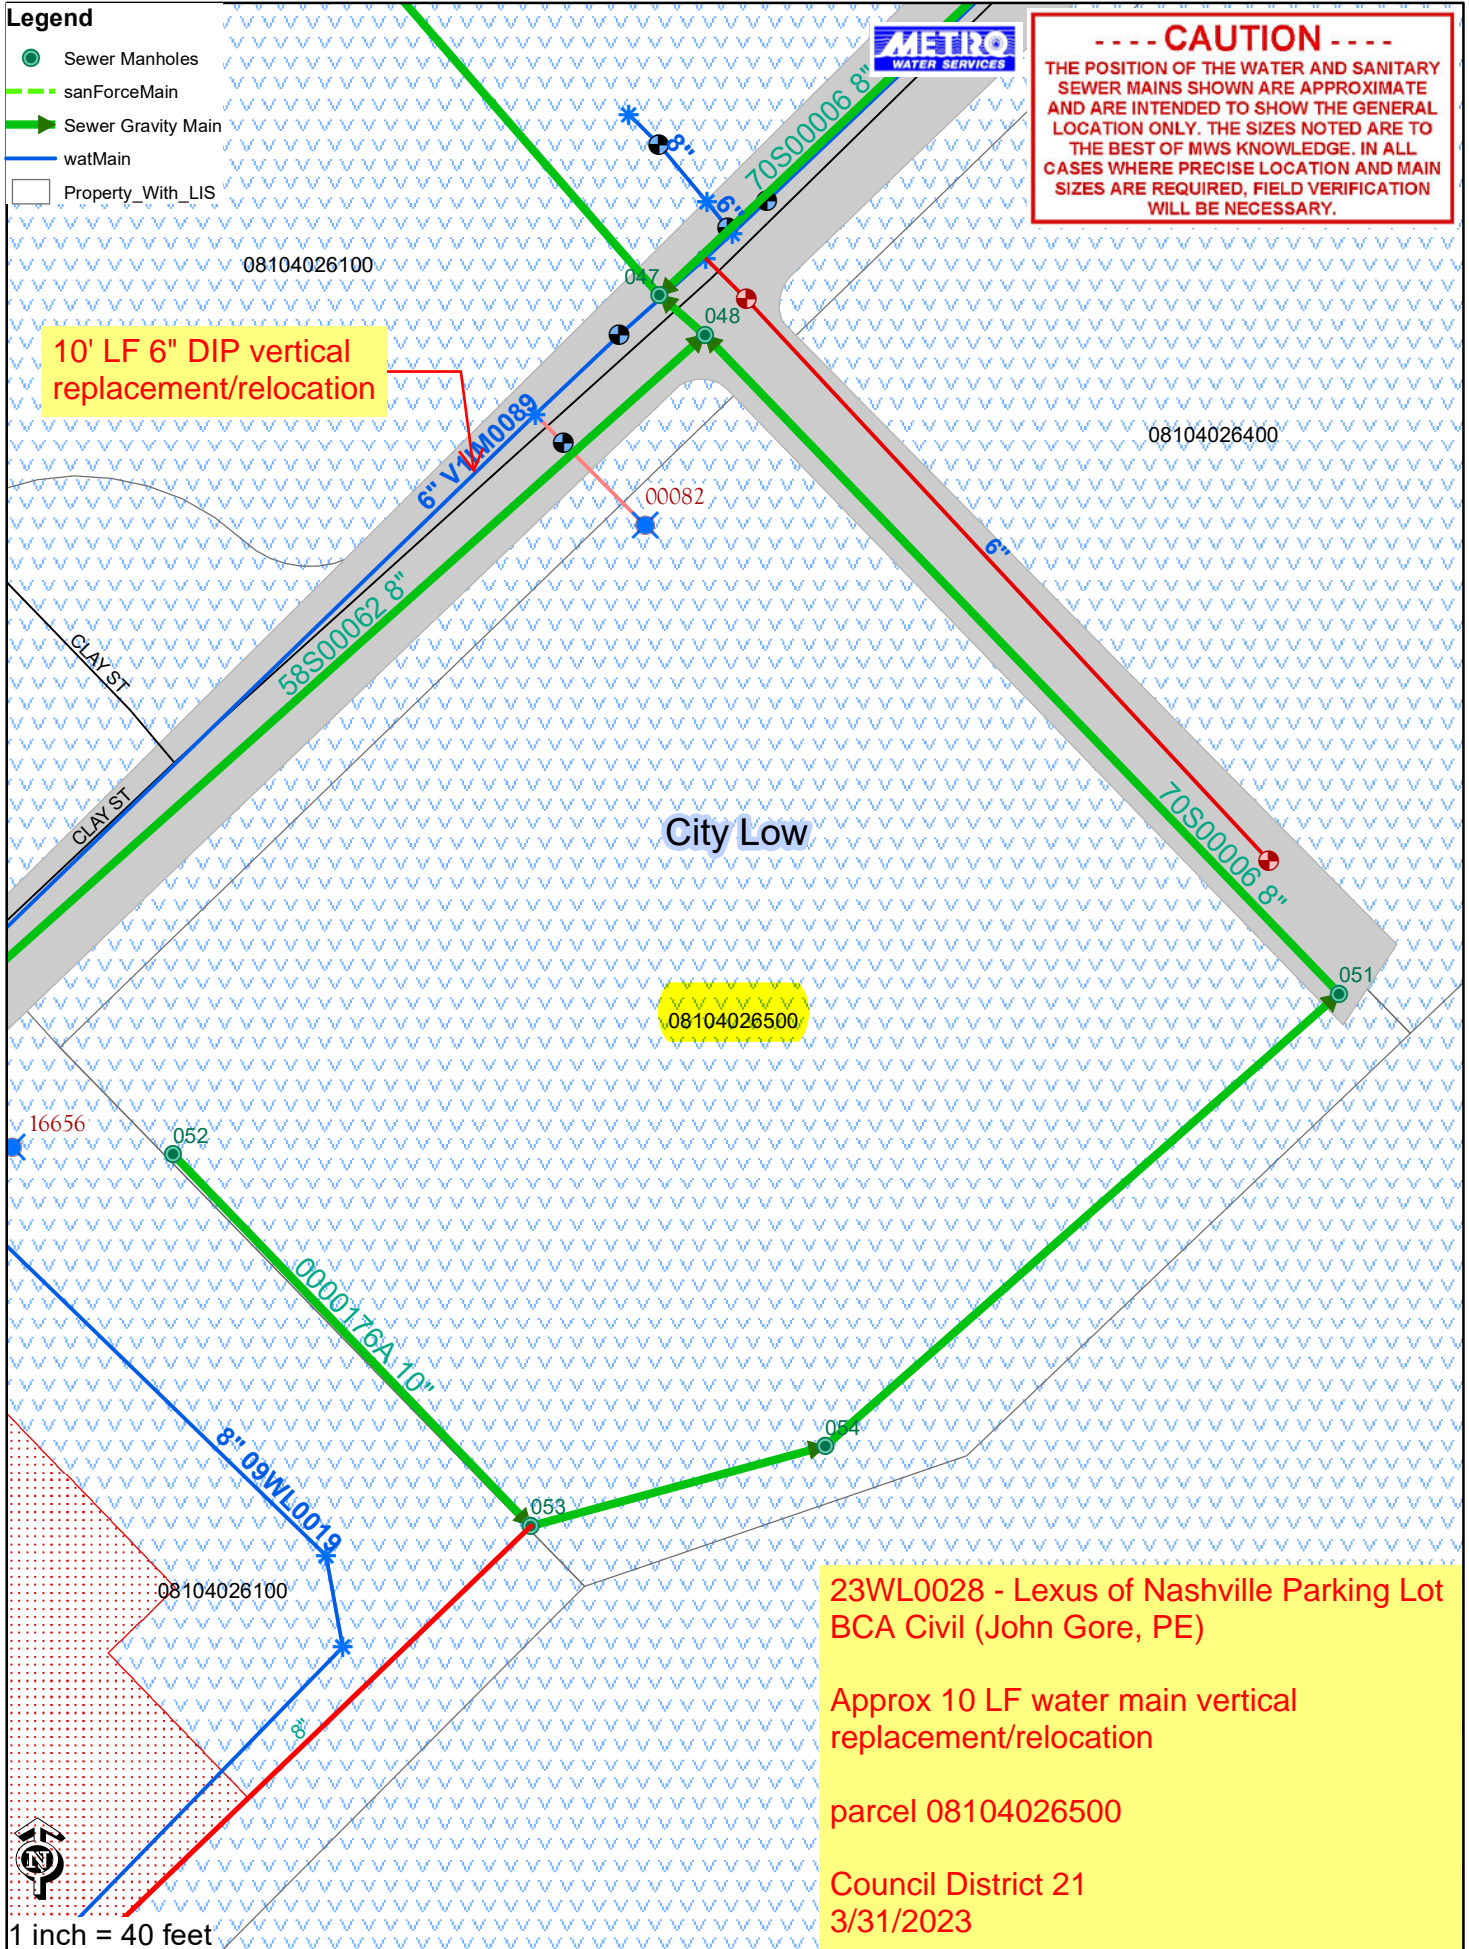 Legend
Sewer Manholes
sanForceMain
Sewer Gravity Main
watMain
Property_With_LIS
METRO
WATER SERVICES
- - - - CAUTION - - - -
THE POSITION OF THE WATER AND SANITARY
SEWER MAINS SHOWN ARE APPROXIMATE
AND ARE INTENDED TO SHOW THE GENERAL
LOCATION ONLY. THE SIZES NOTED ARE TO
THE BEST OF MWS KNOWLEDGE. IN ALL
CASES WHERE PRECISE LOCATION AND MAIN
SIZES ARE REQUIRED, FIELD VERIFICATION
WILL BE NECESSARY.
70S00006 8"
8"
6"
08104026100
047
048
10' LF 6" DIP vertical
replacement/relocation
08104026400
6"
00082
6"
58S00062 8"
CLAY ST
CLAY ST
City Low
70S00006 8"
051
08104026500
16656
052
0000176A 10"
054
053
8" 09WL0019
08104026100
8"
23WL0028 - Lexus of Nashville Parking Lot
BCA Civil (John Gore, PE)
Approx 10 LF water main vertical
replacement/relocation
parcel 08104026500
Council District 21
3/31/2023
N
1 inch = 40 feet